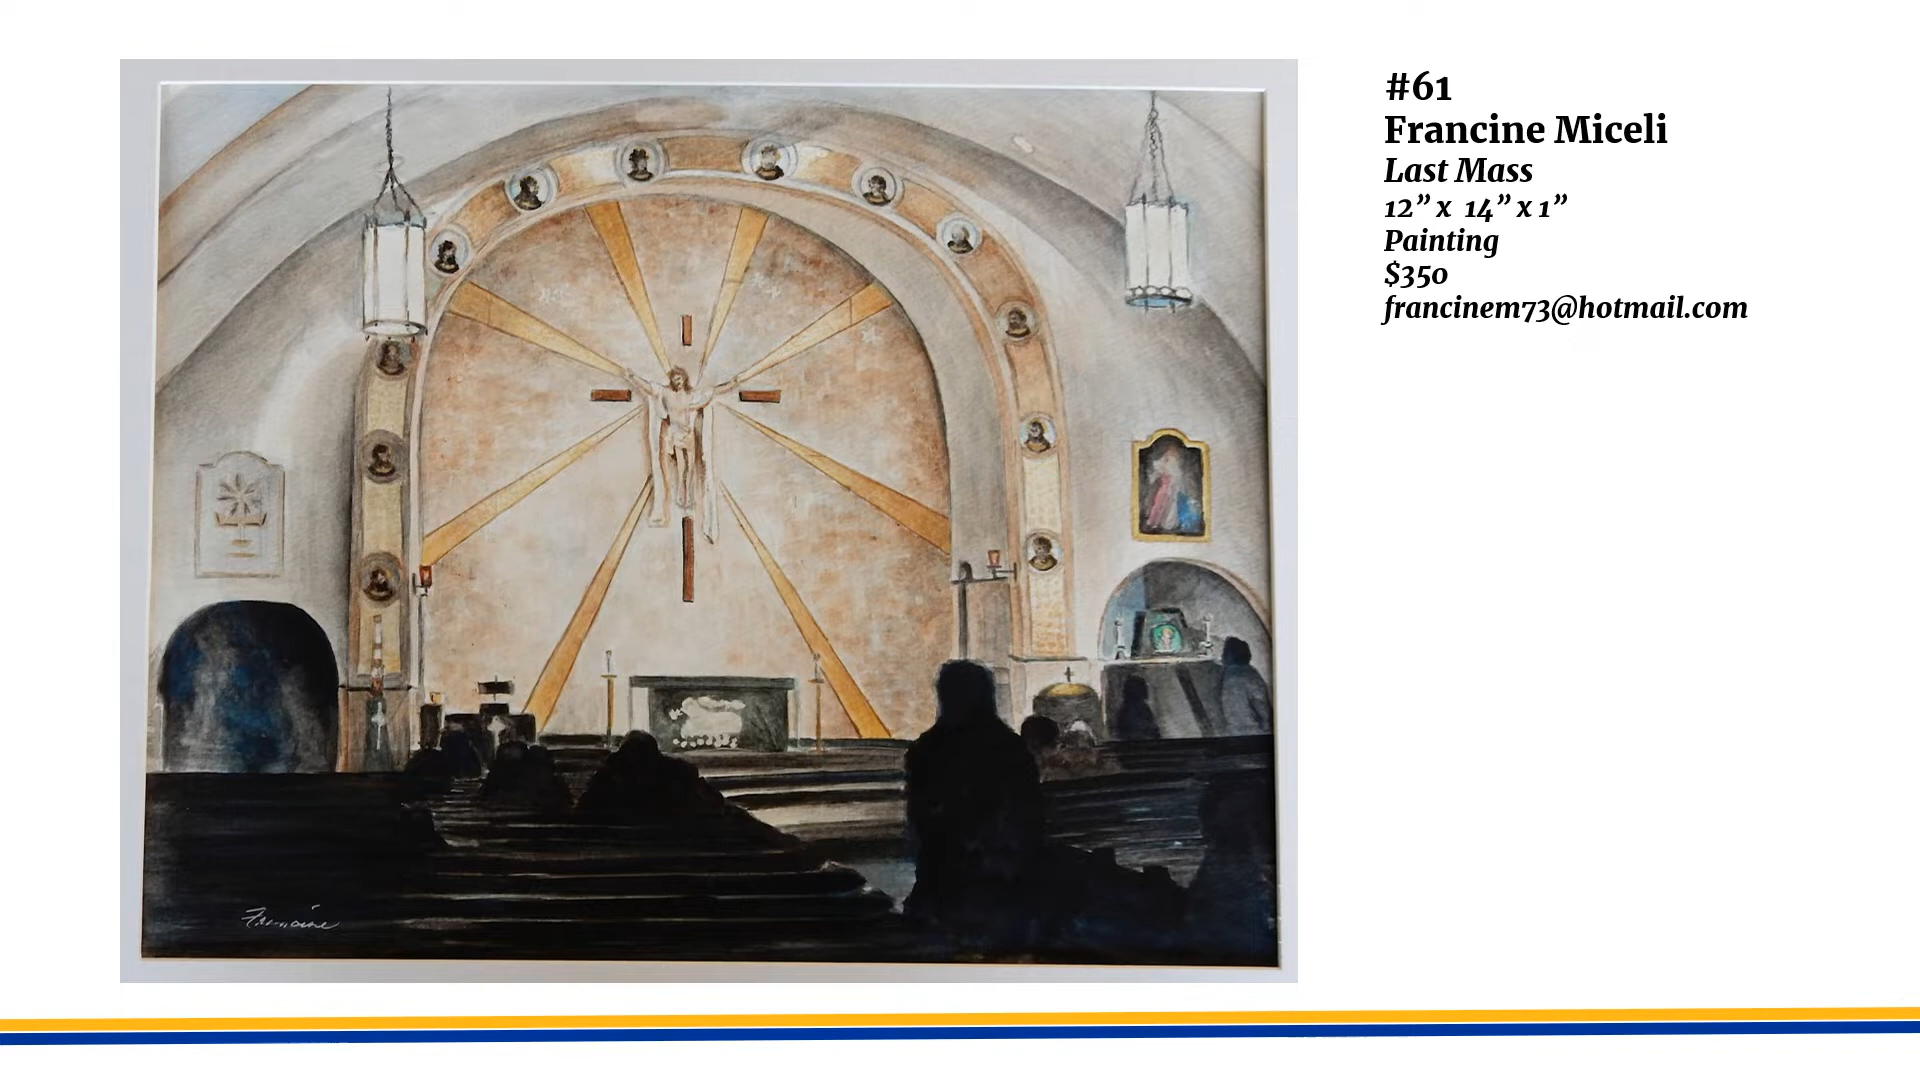 #61
Francine Miceli
Last Mass
12” x 14” x 1”
Painting
$350
francinem73@hotmail.com
Francine